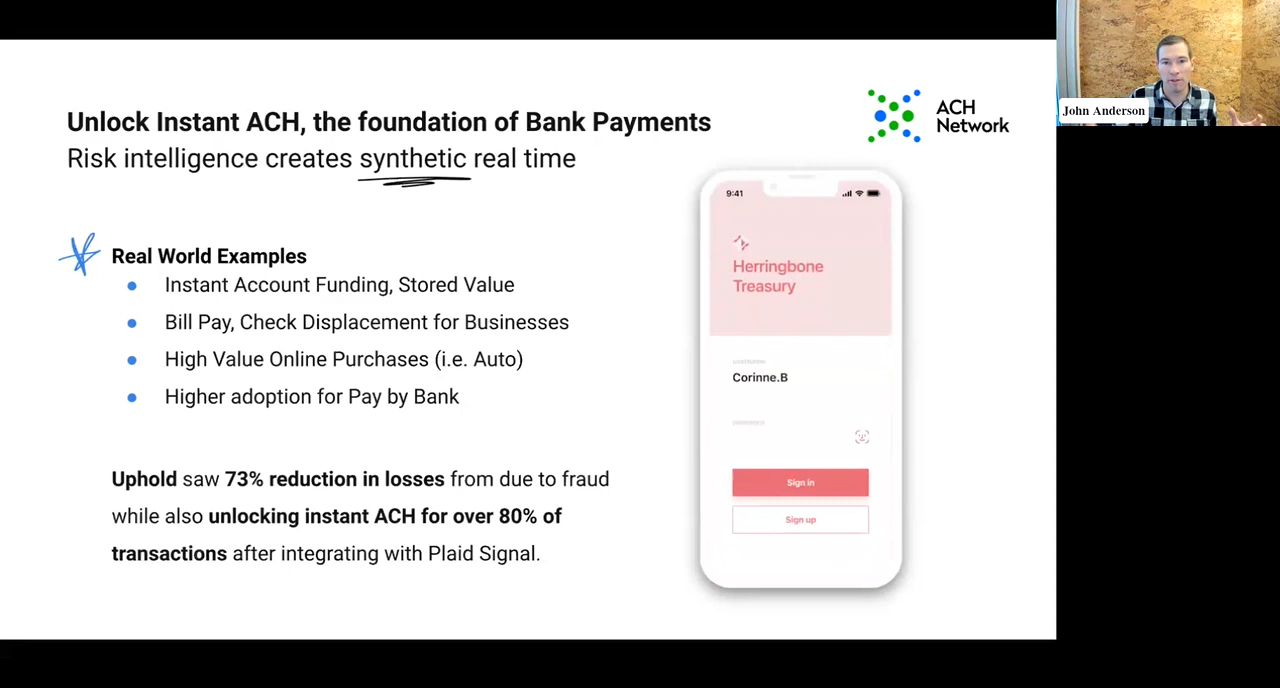 Unlock Instant ACH, the foundation of Bank Payments
Risk intelligence creates synthetic real time
ACH
Network
John Anderson
Real World Examples
Instant Account Funding, Stored Value
Bill Pay, Check Displacement for Businesses
High Value Online Purchases (i.e. Auto)
Higher adoption for Pay by Bank
Uphold saw 73% reduction in losses from due to fraud
while also unlocking instant ACH for over 80% of
transactions after integrating with Plaid Signal.
9:41
Herringbone
Treasury
Corinne.B
Sign in
Sign up